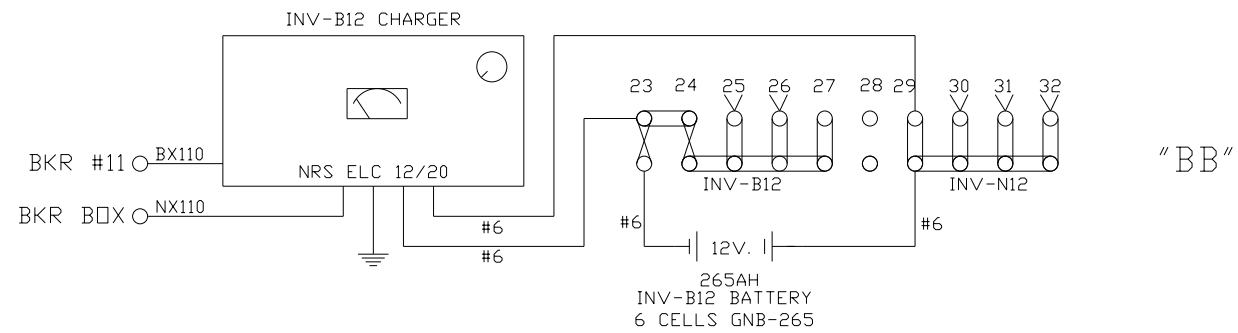 INV-B12 CHARGER
23 24 25 26 27 28 29 30 31 32
BKR #11
BX110
NRS ELC 12/20
INV-B12
INV-N12
"BB"
BKR BOX
NX110
#6
#6
#6
#6
12V.
265AH
INV-B12 BATTERY
6 CELLS GNB-265